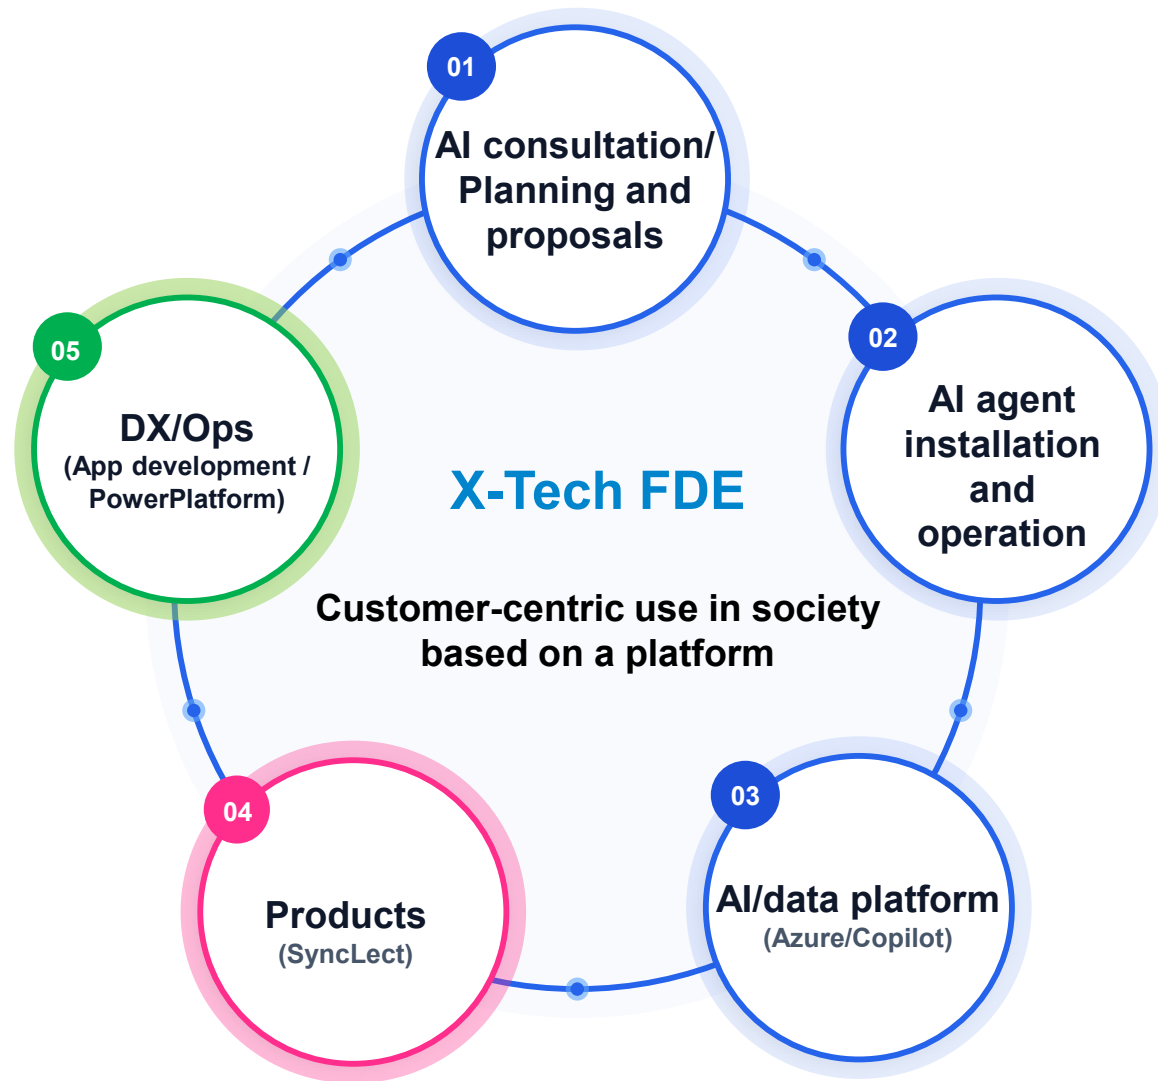 01
AI consultation/
Planning and
proposals
02
AI agent
installation
and
operation
03
AI/data platform
(Azure/Copilot)
04
Products
(SyncLect)
05
DX/Ops
(App development /
PowerPlatform)
X-Tech FDE
Customer-centric use in society
based on a platform